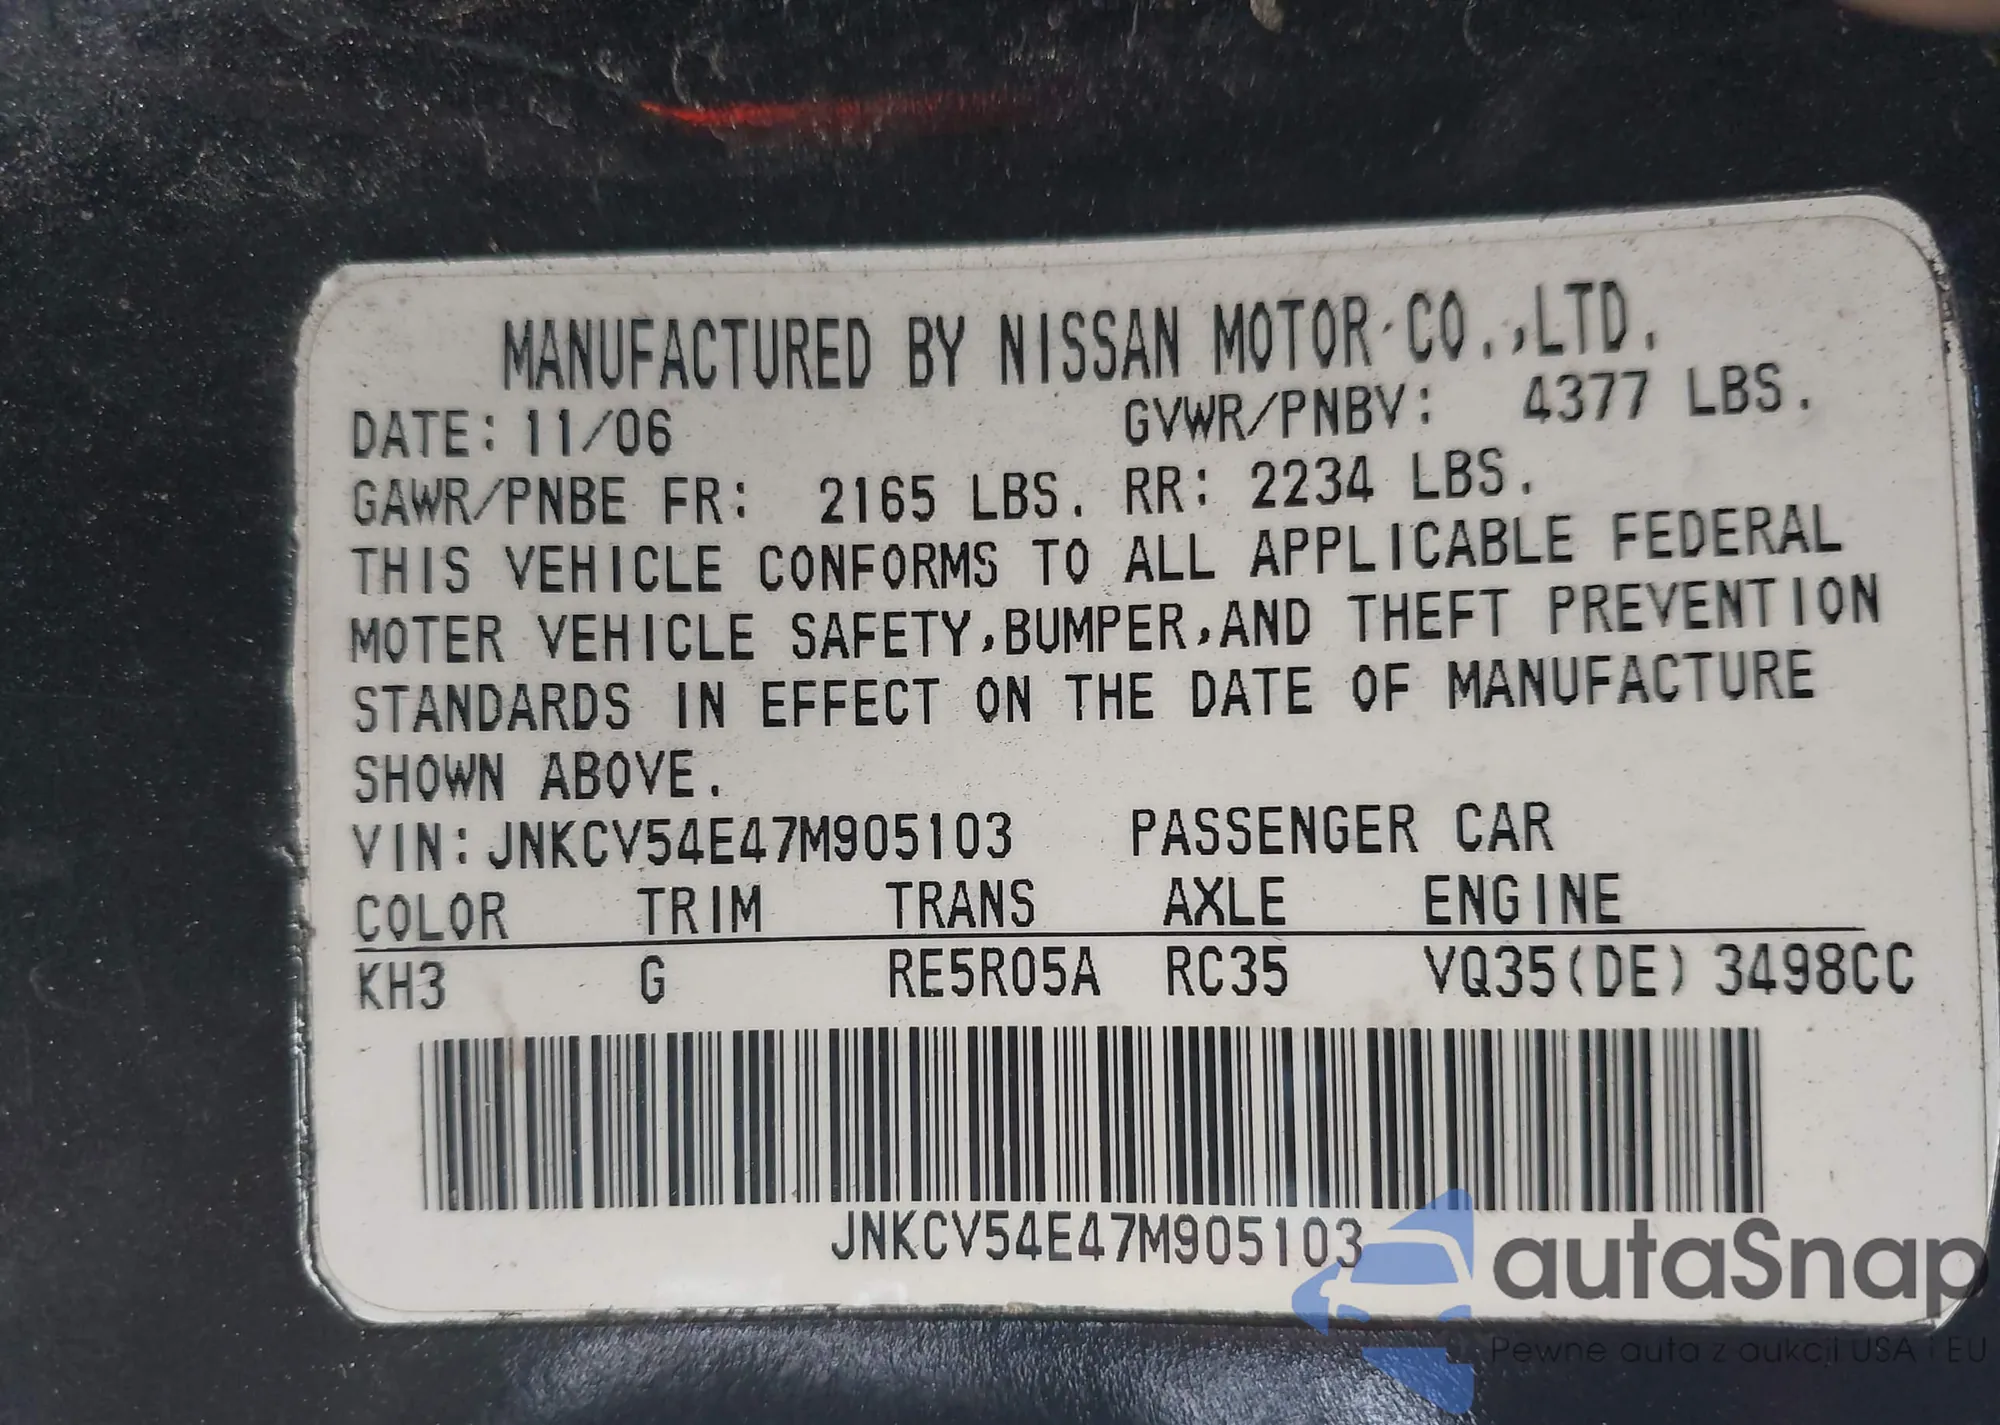 MANUFACTURED BY NISSAN MOTOR CO.,LTD.
DATE: 11/06 GVWR/PNBV: 4377 LBS.
GAWR/PNBE FR: 2165 LBS. RR: 2234 LBS.
THIS VEHICLE CONFORMS TO ALL APPLICABLE FEDERAL
MOTER VEHICLE SAFETY,BUMPER,AND THEFT PREVENTION
STANDARDS IN EFFECT ON THE DATE OF MANUFACTURE
SHOWN ABOVE.
VIN: JNKCV54E47M905103 PASSENGER CAR
COLOR TRIM TRANS AXLE ENGINE
KH3 G RE5R05A RC35 VQ35(DE) 3498CC
JNKCV54E47M905103
autaSnap
Pewne auta z aukcji USA i EU